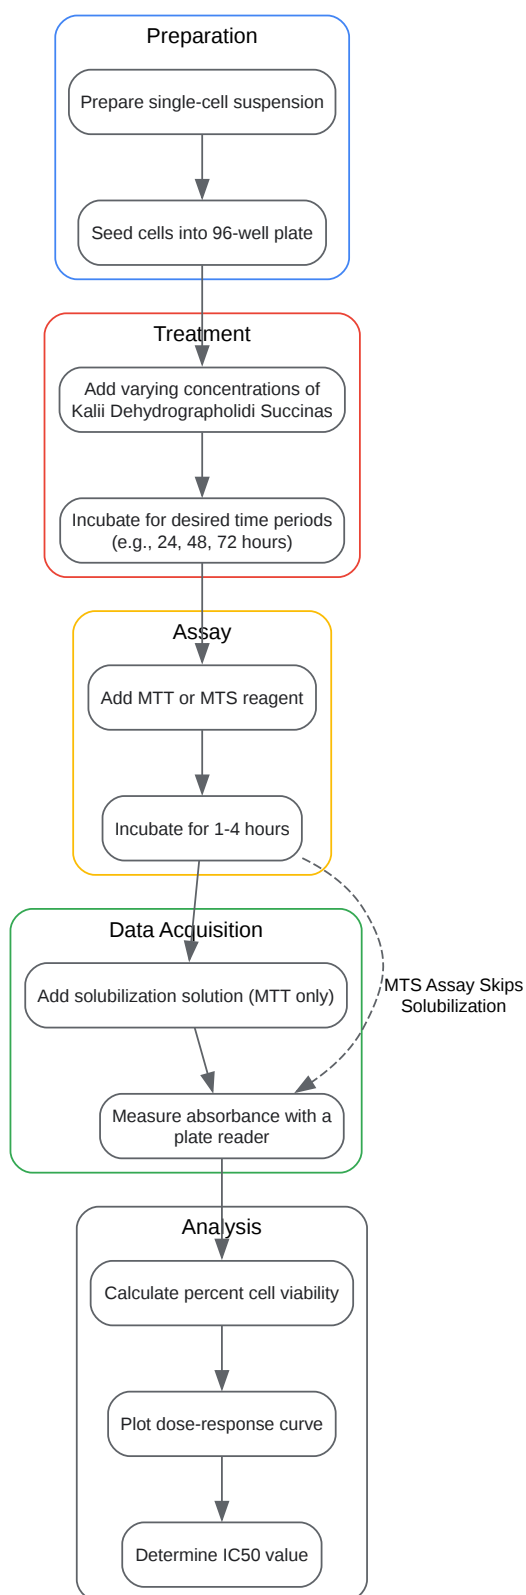 Preparation
Prepare single-cell suspension
Seed cells into 96-well plate
Treatment
Add varying concentrations of
Kalii Dehydrographolidi Succinas
Incubate for desired time periods
(e.g., 24, 48, 72 hours)
Assay
Add MTT or MTS reagent
Incubate for 1-4 hours
Data Acquisition
Add solubilization solution (MTT only)
MTS Assay Skips
Solubilization
Measure absorbance with a
plate reader
Analysis
Calculate percent cell viability
Plot dose-response curve
Determine IC50 value